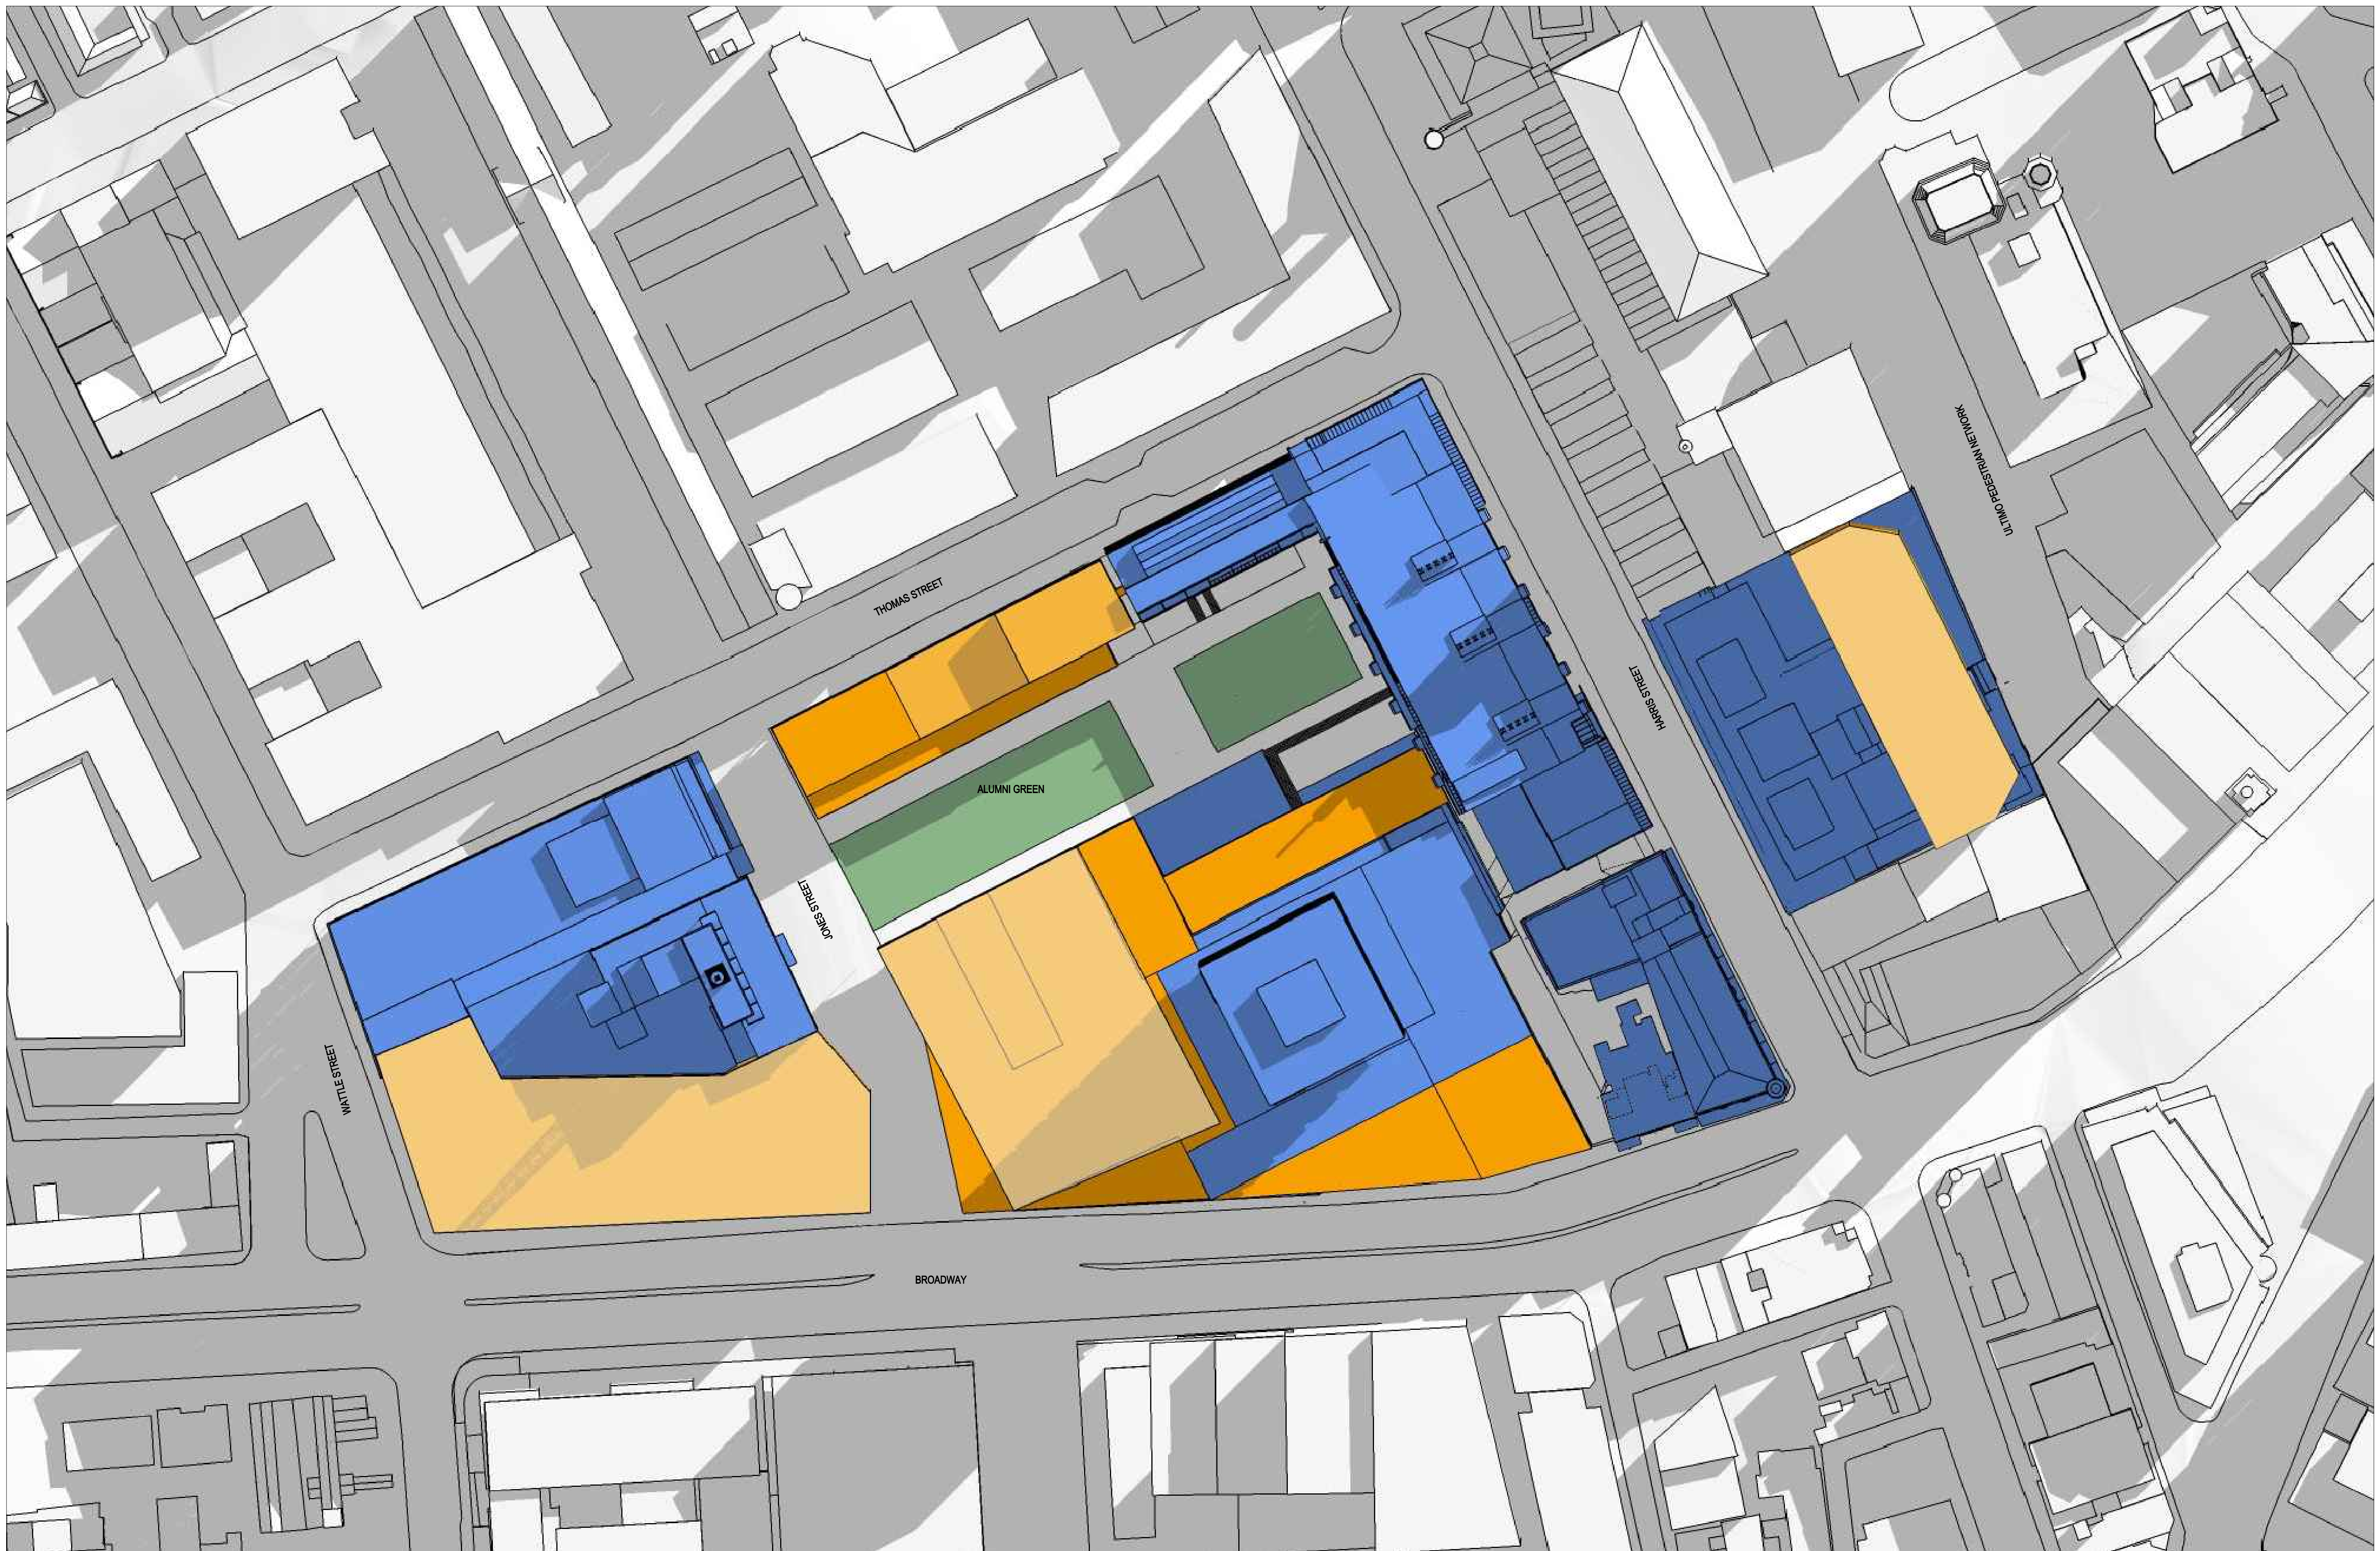 ULTIMO PEDESTRIAN NETWORK
THOMAS STREET
HARRIS STREET
ALUMNI GREEN
JONES STREET
WATTLE STREET
BROADWAY